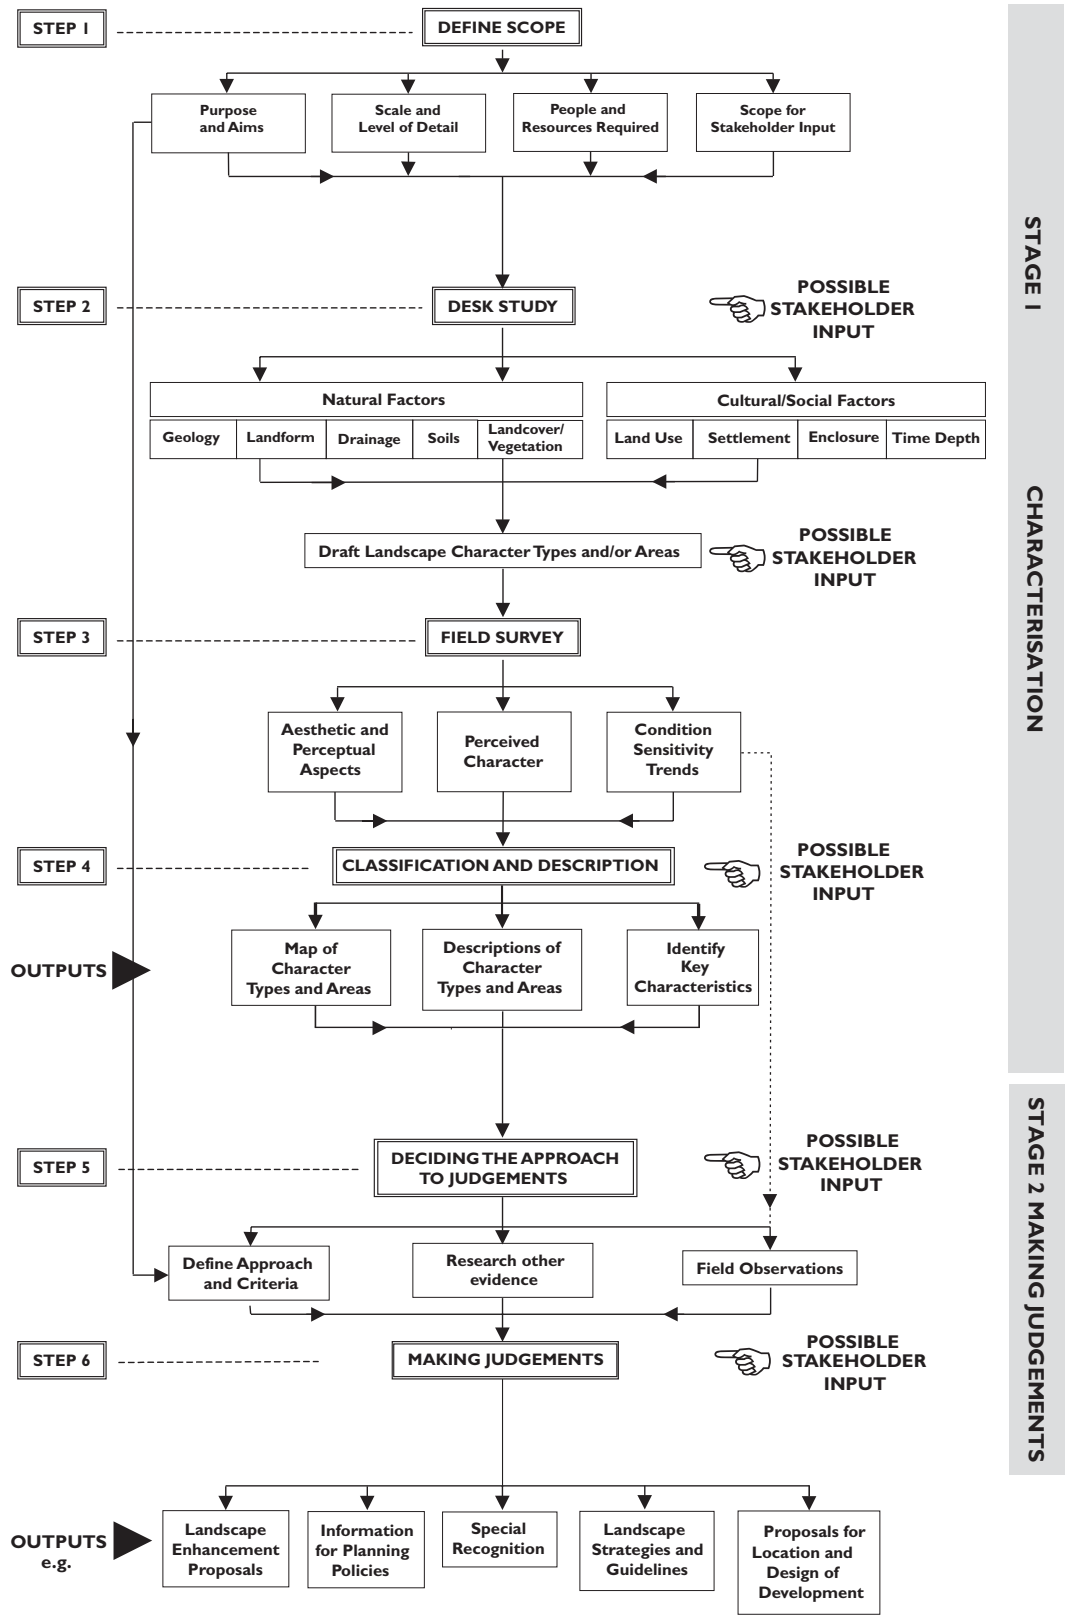 STEP 1
DEFINE SCOPE
Purpose
and Aims
Scale and
Level of Detail
People and
Resources Required
Scope for
Stakeholder Input
STEP 2
DESK STUDY
POSSIBLE
STAKEHOLDER
INPUT
Natural Factors
Geology
Landform
Drainage
Soils
Landcover/
Vegetation
Cultural/Social Factors
Land Use
Settlement
Enclosure
Time Depth
Draft Landscape Character Types and/or Areas
POSSIBLE
STAKEHOLDER
INPUT
STEP 3
FIELD SURVEY
Aesthetic and
Perceptual
Aspects
Perceived
Character
Condition
Sensitivity
Trends
STEP 4
CLASSIFICATION AND DESCRIPTION
POSSIBLE
STAKEHOLDER
INPUT
OUTPUTS
Map of
Character
Types and Areas
Descriptions of
Character
Types and Areas
Identify
Key
Characteristics
STAGE 1
CHARACTERISATION
STEP 5
DECIDING THE APPROACH
TO JUDGEMENTS
POSSIBLE
STAKEHOLDER
INPUT
Define Approach
and Criteria
Research other
evidence
Field Observations
STEP 6
MAKING JUDGEMENTS
POSSIBLE
STAKEHOLDER
INPUT
OUTPUTS
e.g.
Landscape
Enhancement
Proposals
Information
for Planning
Policies
Special
Recognition
Landscape
Strategies and
Guidelines
Proposals for
Location and
Design of
Development
STAGE 2 MAKING JUDGEMENTS